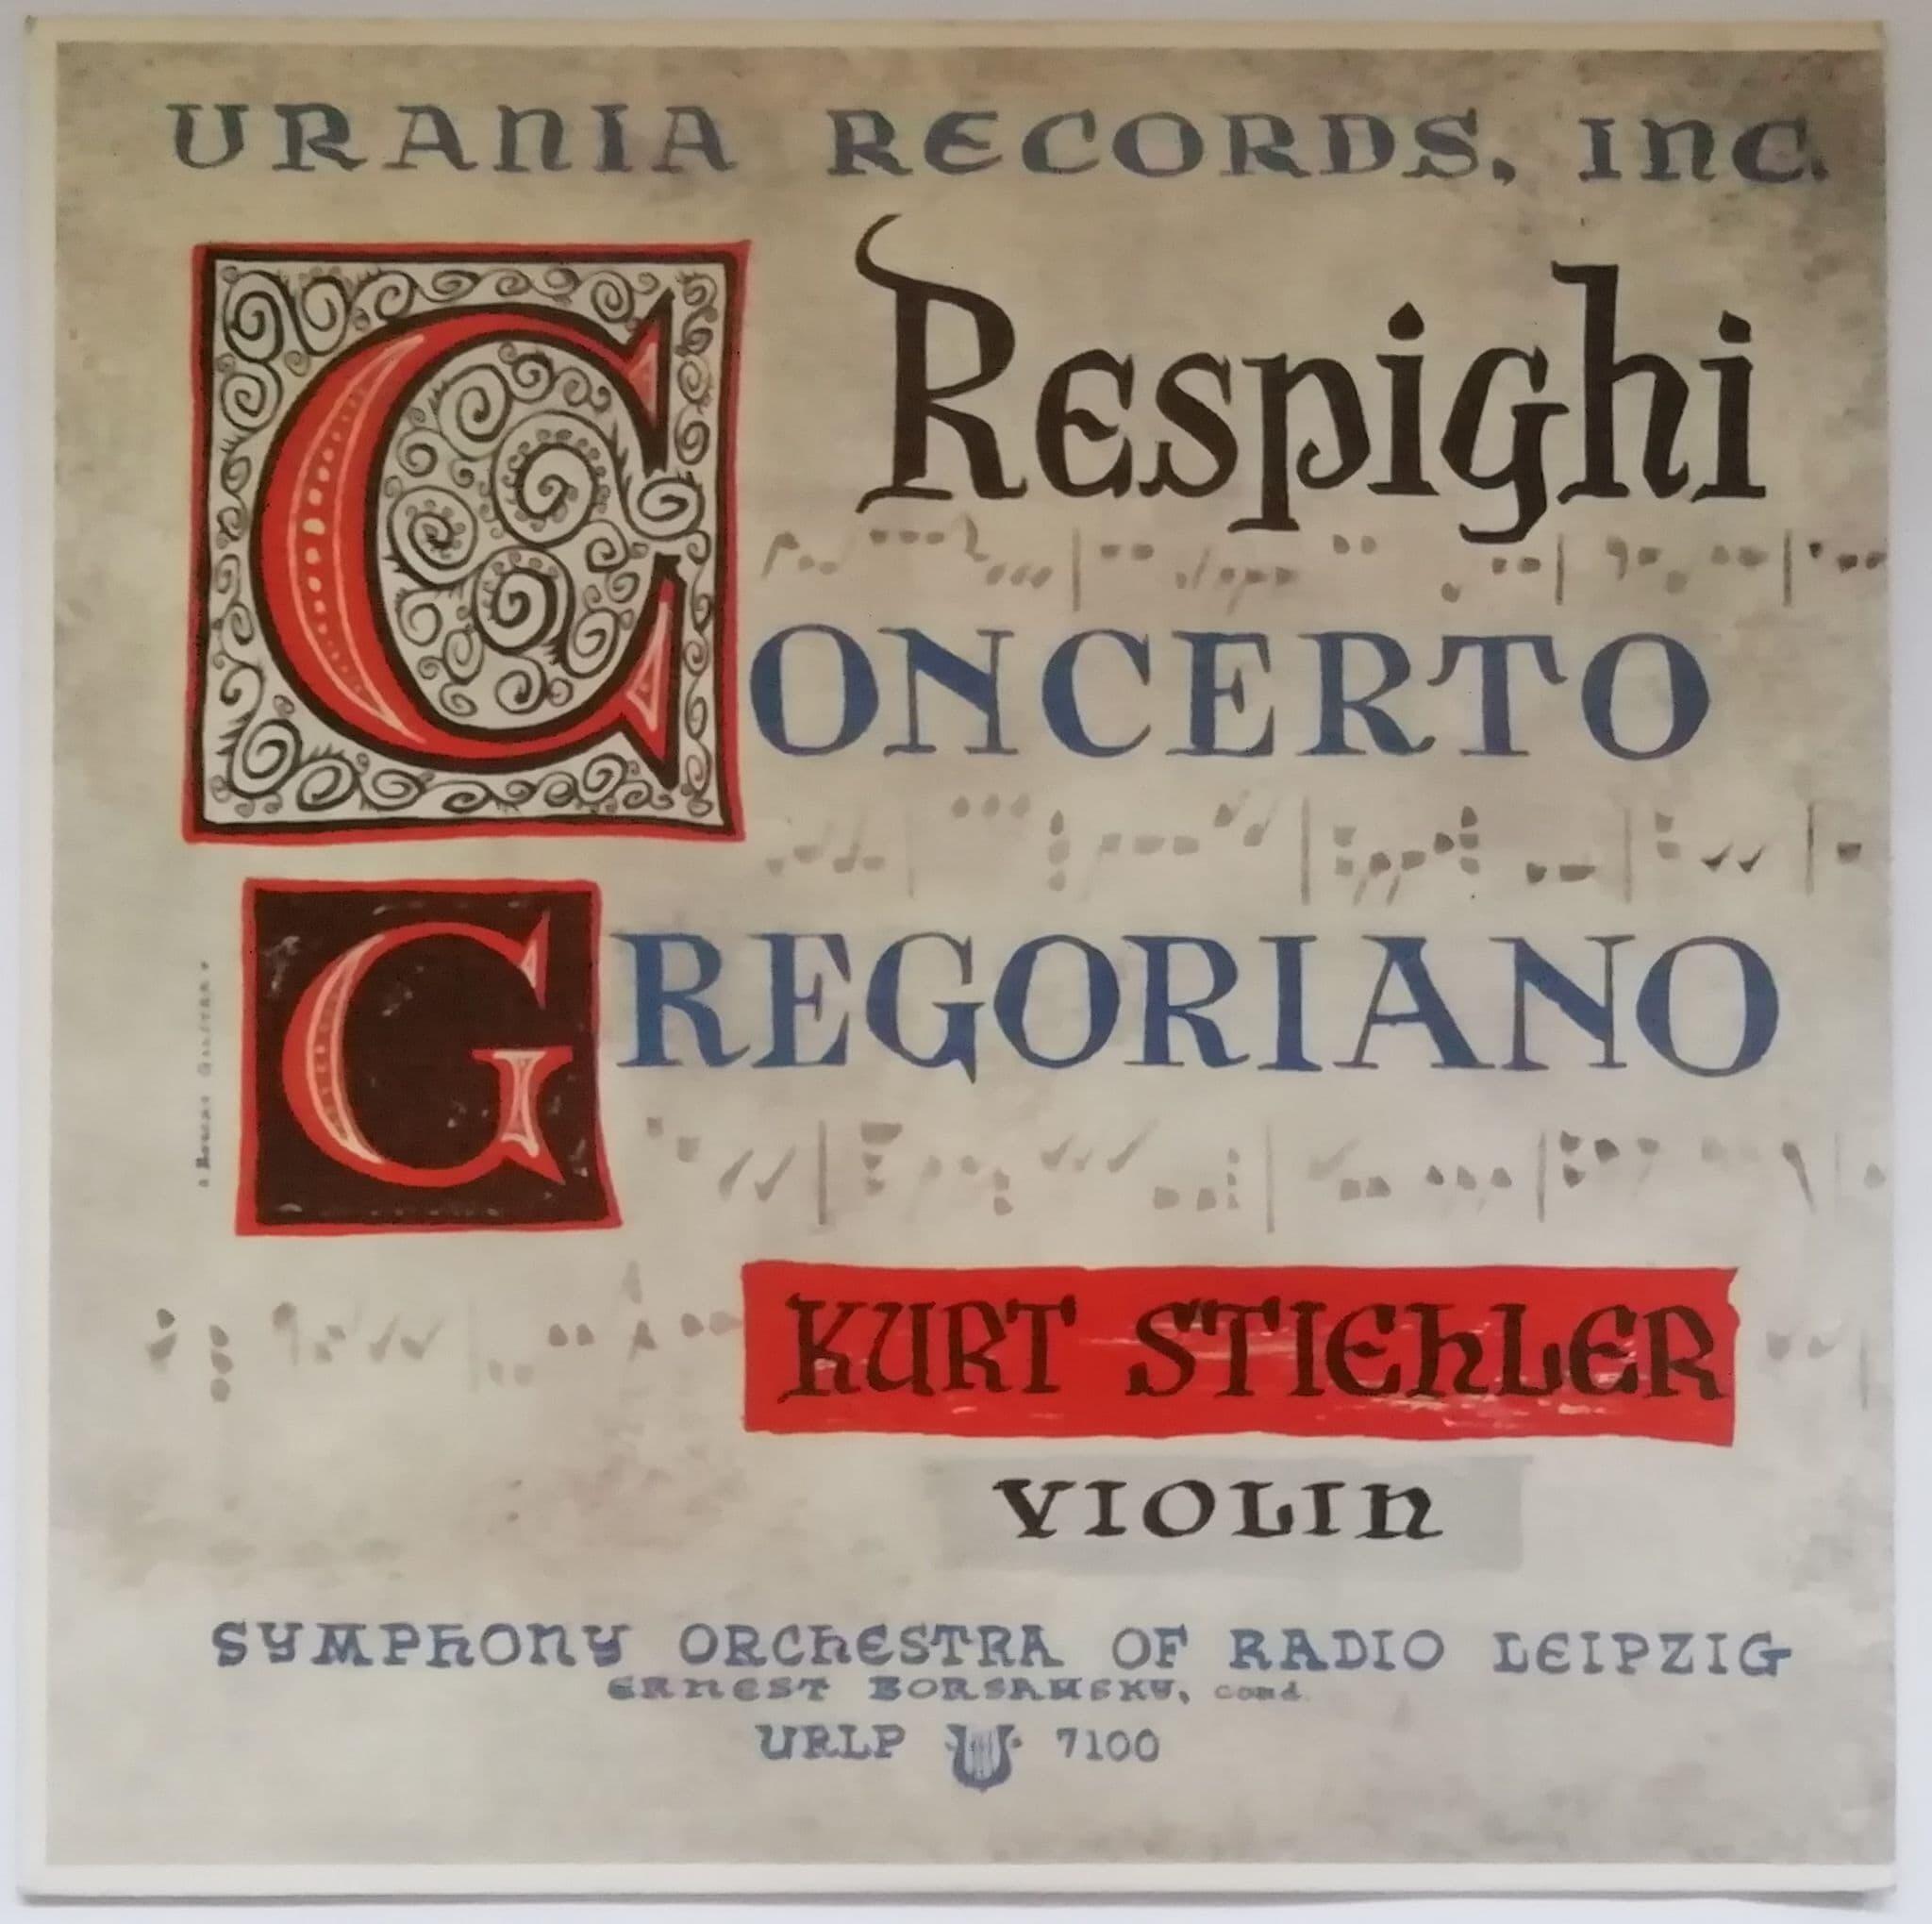 URANIA RECORDS, INC.
Respighi
CONCERTO
GREGORIANO
KURT STIEHLER
VIOLIN
SYMPHONY ORCHESTRA OF RADIO LEIPZIG
ERNEST BORSAMSKY, cond.
URLP 7100